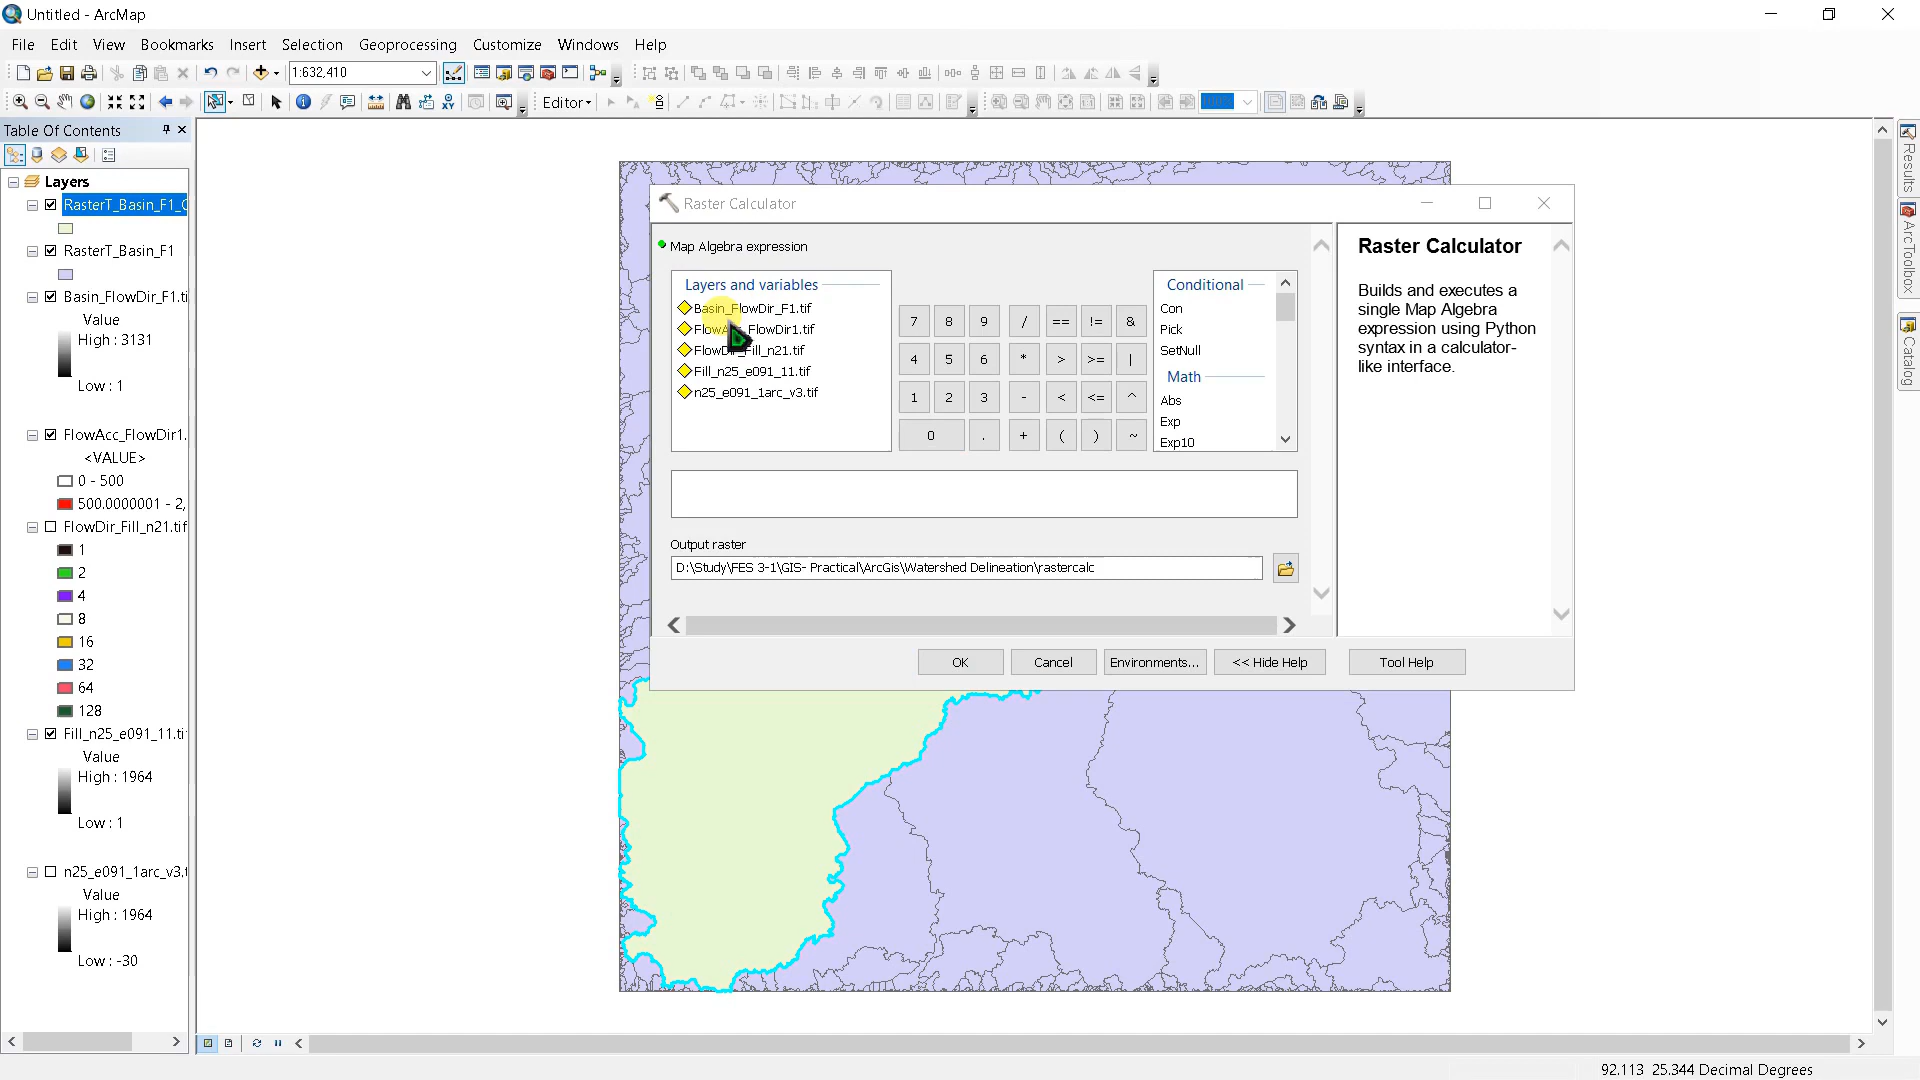 Untitled - ArcMap
File Edit View Bookmarks Insert Selection Geoprocessing Customize Windows Help
1:632,410
Editor
100%
Table Of Contents
Layers
RasterT_Basin_F1_C
RasterT_Basin_F1
Basin_FlowDir_F1.ti
Value
High : 3131
Low : 1
FlowAcc_FlowDir1.
<VALUE>
0 - 500
500.0000001 - 2,
FlowDir_Fill_n21.tif
1
2
4
8
16
32
64
128
Fill_n25_e091_11.ti
Value
High : 1964
Low : 1
n25_e091_1arc_v3.t
Value
High : 1964
Low : -30
Raster Calculator
Map Algebra expression
Layers and variables
Basin_FlowDir_F1.tif
FlowAcc_FlowDir1.tif
FlowDir_Fill_n21.tif
Fill_n25_e091_11.tif
n25_e091_1arc_v3.tif
7 8 9 / == != &
4 5 6 * > >= |
1 2 3 - < <= ^
0 . + ( ) ~
Conditional
Con
Pick
SetNull
Math
Abs
Exp
Exp10
Output raster
D:\Study\FES 3-1\GIS- Practical\ArcGis\Watershed Delineation\rastercalc
OK Cancel Environments... << Hide Help Tool Help
Raster Calculator
Builds and executes a
single Map Algebra
expression using Python
syntax in a calculator-
like interface.
Results
ArcToolbox
Catalog
92.113 25.344 Decimal Degrees